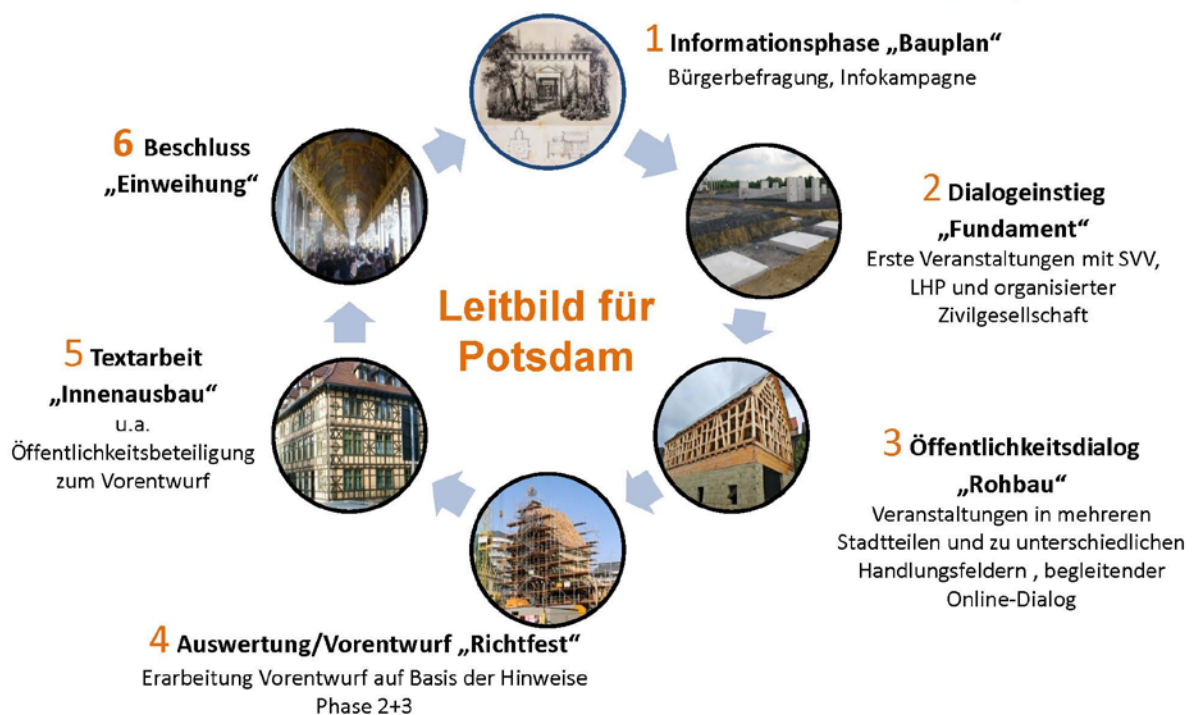 1 Informationsphase „Bauplan“
Bürgerbefragung, Infokampagne
2 Dialogeinstieg
„Fundament“
Erste Veranstaltungen mit SVV,
LHP und organisierter
Zivilgesellschaft
3 Öffentlichkeitsdialog
„Rohbau“
Veranstaltungen in mehreren
Stadtteilen und zu unterschiedlichen
Handlungsfeldern , begleitender
Online-Dialog
4 Auswertung/Vorentwurf „Richtfest“
Erarbeitung Vorentwurf auf Basis der Hinweise
Phase 2+3
5 Textarbeit
„Innenausbau“
u.a.
Öffentlichkeitsbeteiligung
zum Vorentwurf
6 Beschluss
„Einweihung“
Leitbild für
Potsdam